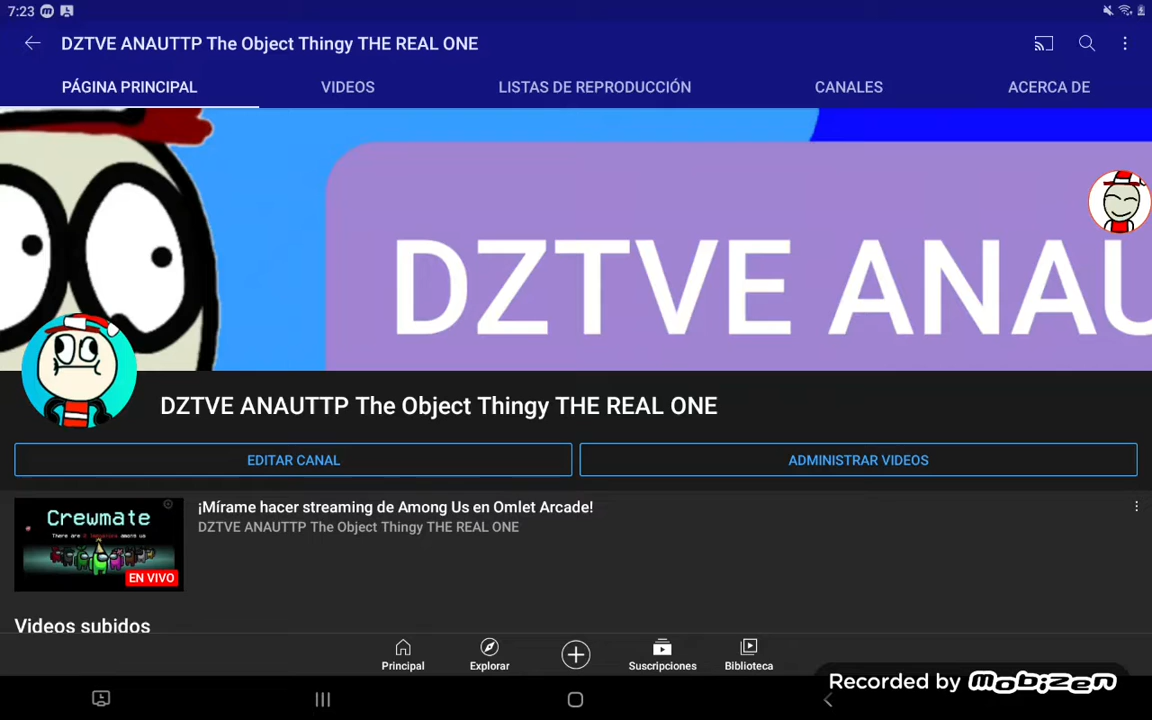 7:23
DZTVE ANAUTTP The Object Thingy THE REAL ONE
PÁGINA PRINCIPAL VIDEOS LISTAS DE REPRODUCCIÓN CANALES ACERCA DE
DZTVE ANAU
DZTVE ANAUTTP The Object Thingy THE REAL ONE
EDITAR CANAL ADMINISTRAR VIDEOS
Crewmate
EN VIVO
¡Mírame hacer streaming de Among Us en Omlet Arcade!
DZTVE ANAUTTP The Object Thingy THE REAL ONE
Videos subidos
Principal Explorar Suscripciones Biblioteca
Recorded by mobizen